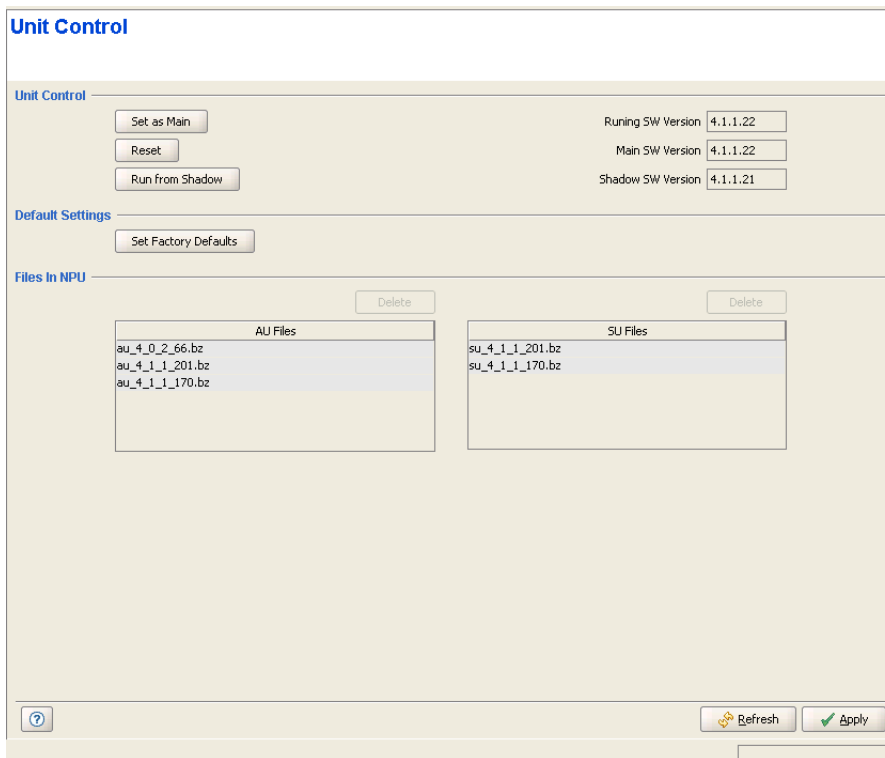 Unit Control
Unit Control
Set as Main
Runing SW Version 4.1.1.22
Reset
Main SW Version 4.1.1.22
Run from Shadow
Shadow SW Version 4.1.1.21
Default Settings
Set Factory Defaults
Files In NPU
Delete
Delete
AU Files
au_4_0_2_66.bz
au_4_1_1_201.bz
au_4_1_1_170.bz
SU Files
su_4_1_1_201.bz
su_4_1_1_170.bz
?
Refresh
Apply